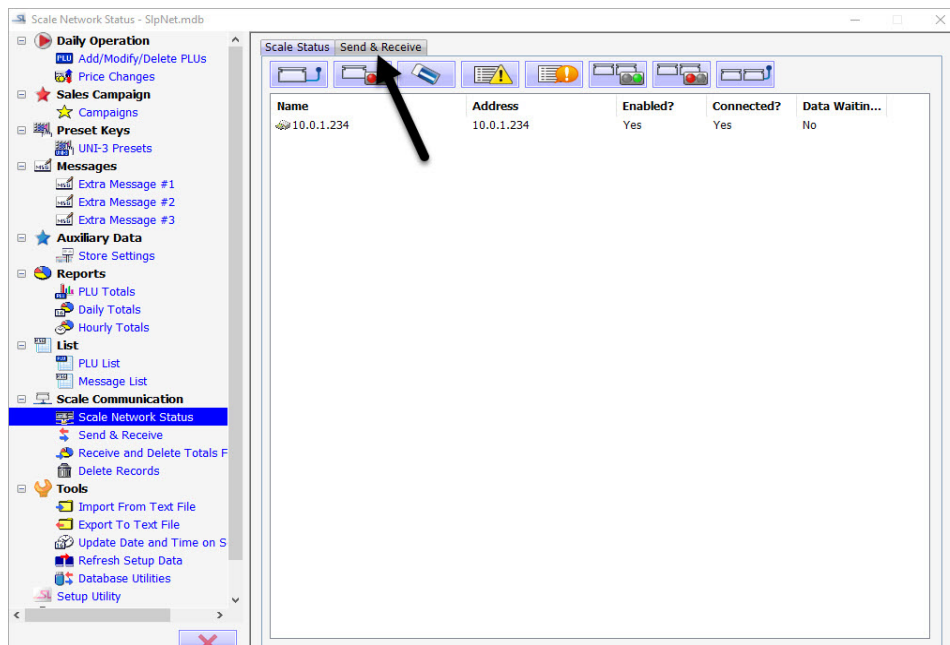 Scale Network Status - SlpNet.mdb
Daily Operation
PLU Add/Modify/Delete PLUs
Price Changes
Sales Campaign
Campaigns
Preset Keys
UNI-3 Presets
Messages
MSG Extra Message #1
MSG Extra Message #2
MSG Extra Message #3
Auxiliary Data
Store Settings
Reports
PLU Totals
Daily Totals
Hourly Totals
List
PLU List
Message List
Scale Communication
Scale Network Status
Send & Receive
Receive and Delete Totals F
Delete Records
Tools
Import From Text File
Export To Text File
Update Date and Time on S
Refresh Setup Data
Database Utilities
Setup Utility
Scale Status Send & Receive
Name Address Enabled? Connected? Data Waitin...
10.0.1.234 10.0.1.234 Yes Yes No